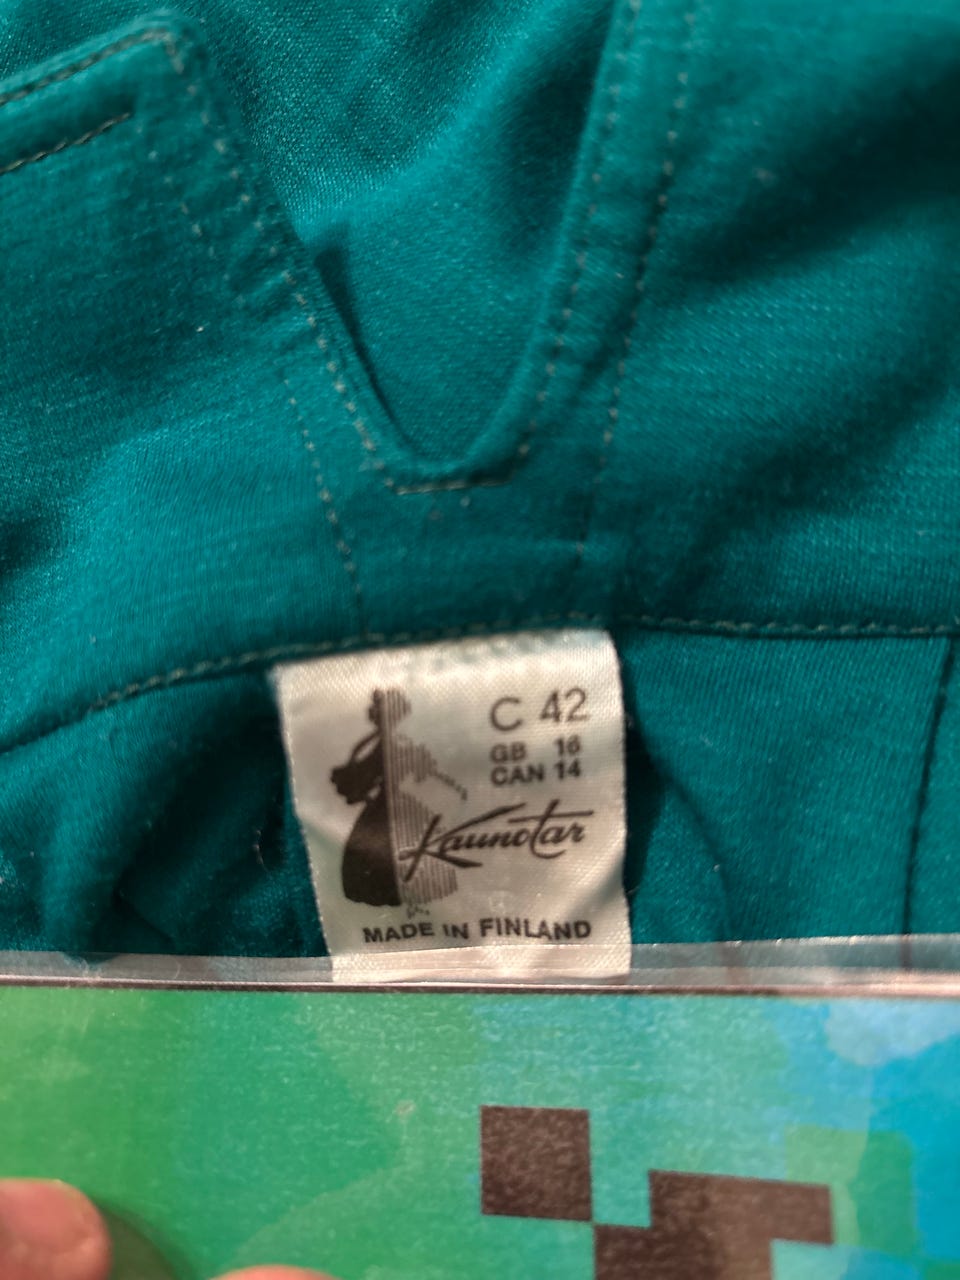 C 42
GB 16
CAN 14
Kaunotar
MADE IN FINLAND